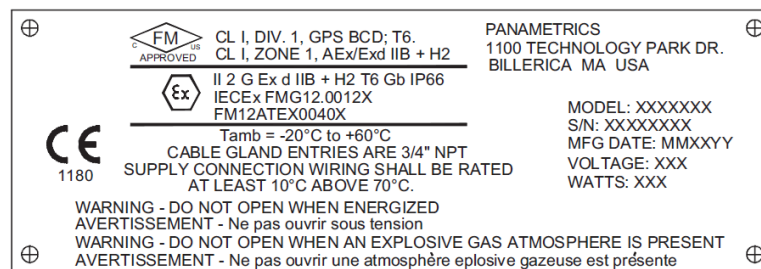 C FM US
APPROVED
CL I, DIV. 1, GPS BCD; T6.
CL I, ZONE 1, AEx/Exd IIB + H2
PANAMETRICS
1100 TECHNOLOGY PARK DR.
BILLERICA MA USA
Ex
II 2 G Ex d IIB + H2 T6 Gb IP66
IECEx FMG12.0012X
FM12ATEX0040X
MODEL: XXXXXXX
S/N: XXXXXXXX
MFG DATE: MMXXYY
VOLTAGE: XXX
WATTS: XXX
CE
1180
Tamb = -20°C to +60°C
CABLE GLAND ENTRIES ARE 3/4" NPT
SUPPLY CONNECTION WIRING SHALL BE RATED
AT LEAST 10°C ABOVE 70°C.
WARNING - DO NOT OPEN WHEN ENERGIZED
AVERTISSEMENT - Ne pas ouvrir sous tension
WARNING - DO NOT OPEN WHEN AN EXPLOSIVE GAS ATMOSPHERE IS PRESENT
AVERTISSEMENT - Ne pas ouvrir une atmosphère eplosive gazeuse est présente